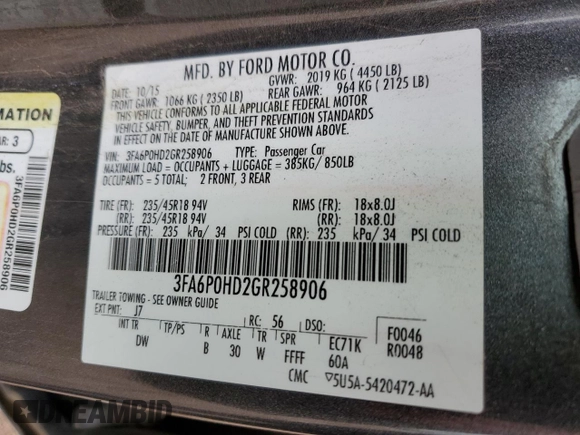 MFD. BY FORD MOTOR CO.
DATE: 10/15
GVWR: 2019 KG ( 4450 LB)
FRONT GAWR: 1066 KG ( 2350 LB)
REAR GAWR: 964 KG ( 2125 LB)
THIS VEHICLE CONFORMS TO ALL APPLICABLE FEDERAL MOTOR
VEHICLE SAFETY, BUMPER, AND THEFT PREVENTION STANDARDS
IN EFFECT ON THE DATE OF MANUFACTURE SHOWN ABOVE.
VIN: 3FA6P0HD2GR258906 TYPE: Passenger Car
MAXIMUM LOAD = OCCUPANTS + LUGGAGE = 385KG/ 850LB
OCCUPANTS = 5 TOTAL; 2 FRONT, 3 REAR
TIRE (FR): 235/45R18 94V RIMS (FR): 18x8.0J
(RR): 235/45R18 94V (RR): 18x8.0J
PRESSURE (FR): 235 kPa/ 34 PSI COLD (RR): 235 kPa/ 34 PSI COLD
3FA6P0HD2GR258906
TRAILER TOWING - SEE OWNER GUIDE
EXT PNT: J7 RC: 56 DSO: F0046
INT TR TP/PS R AXLE TR SPR EC71K R0048
DW B 30 W FFFF 60A
CMC ▽5U5A-5420472-AA
MATION
AR: 3
lbs.
3FA6P0HD2GR258906
DREAMBID